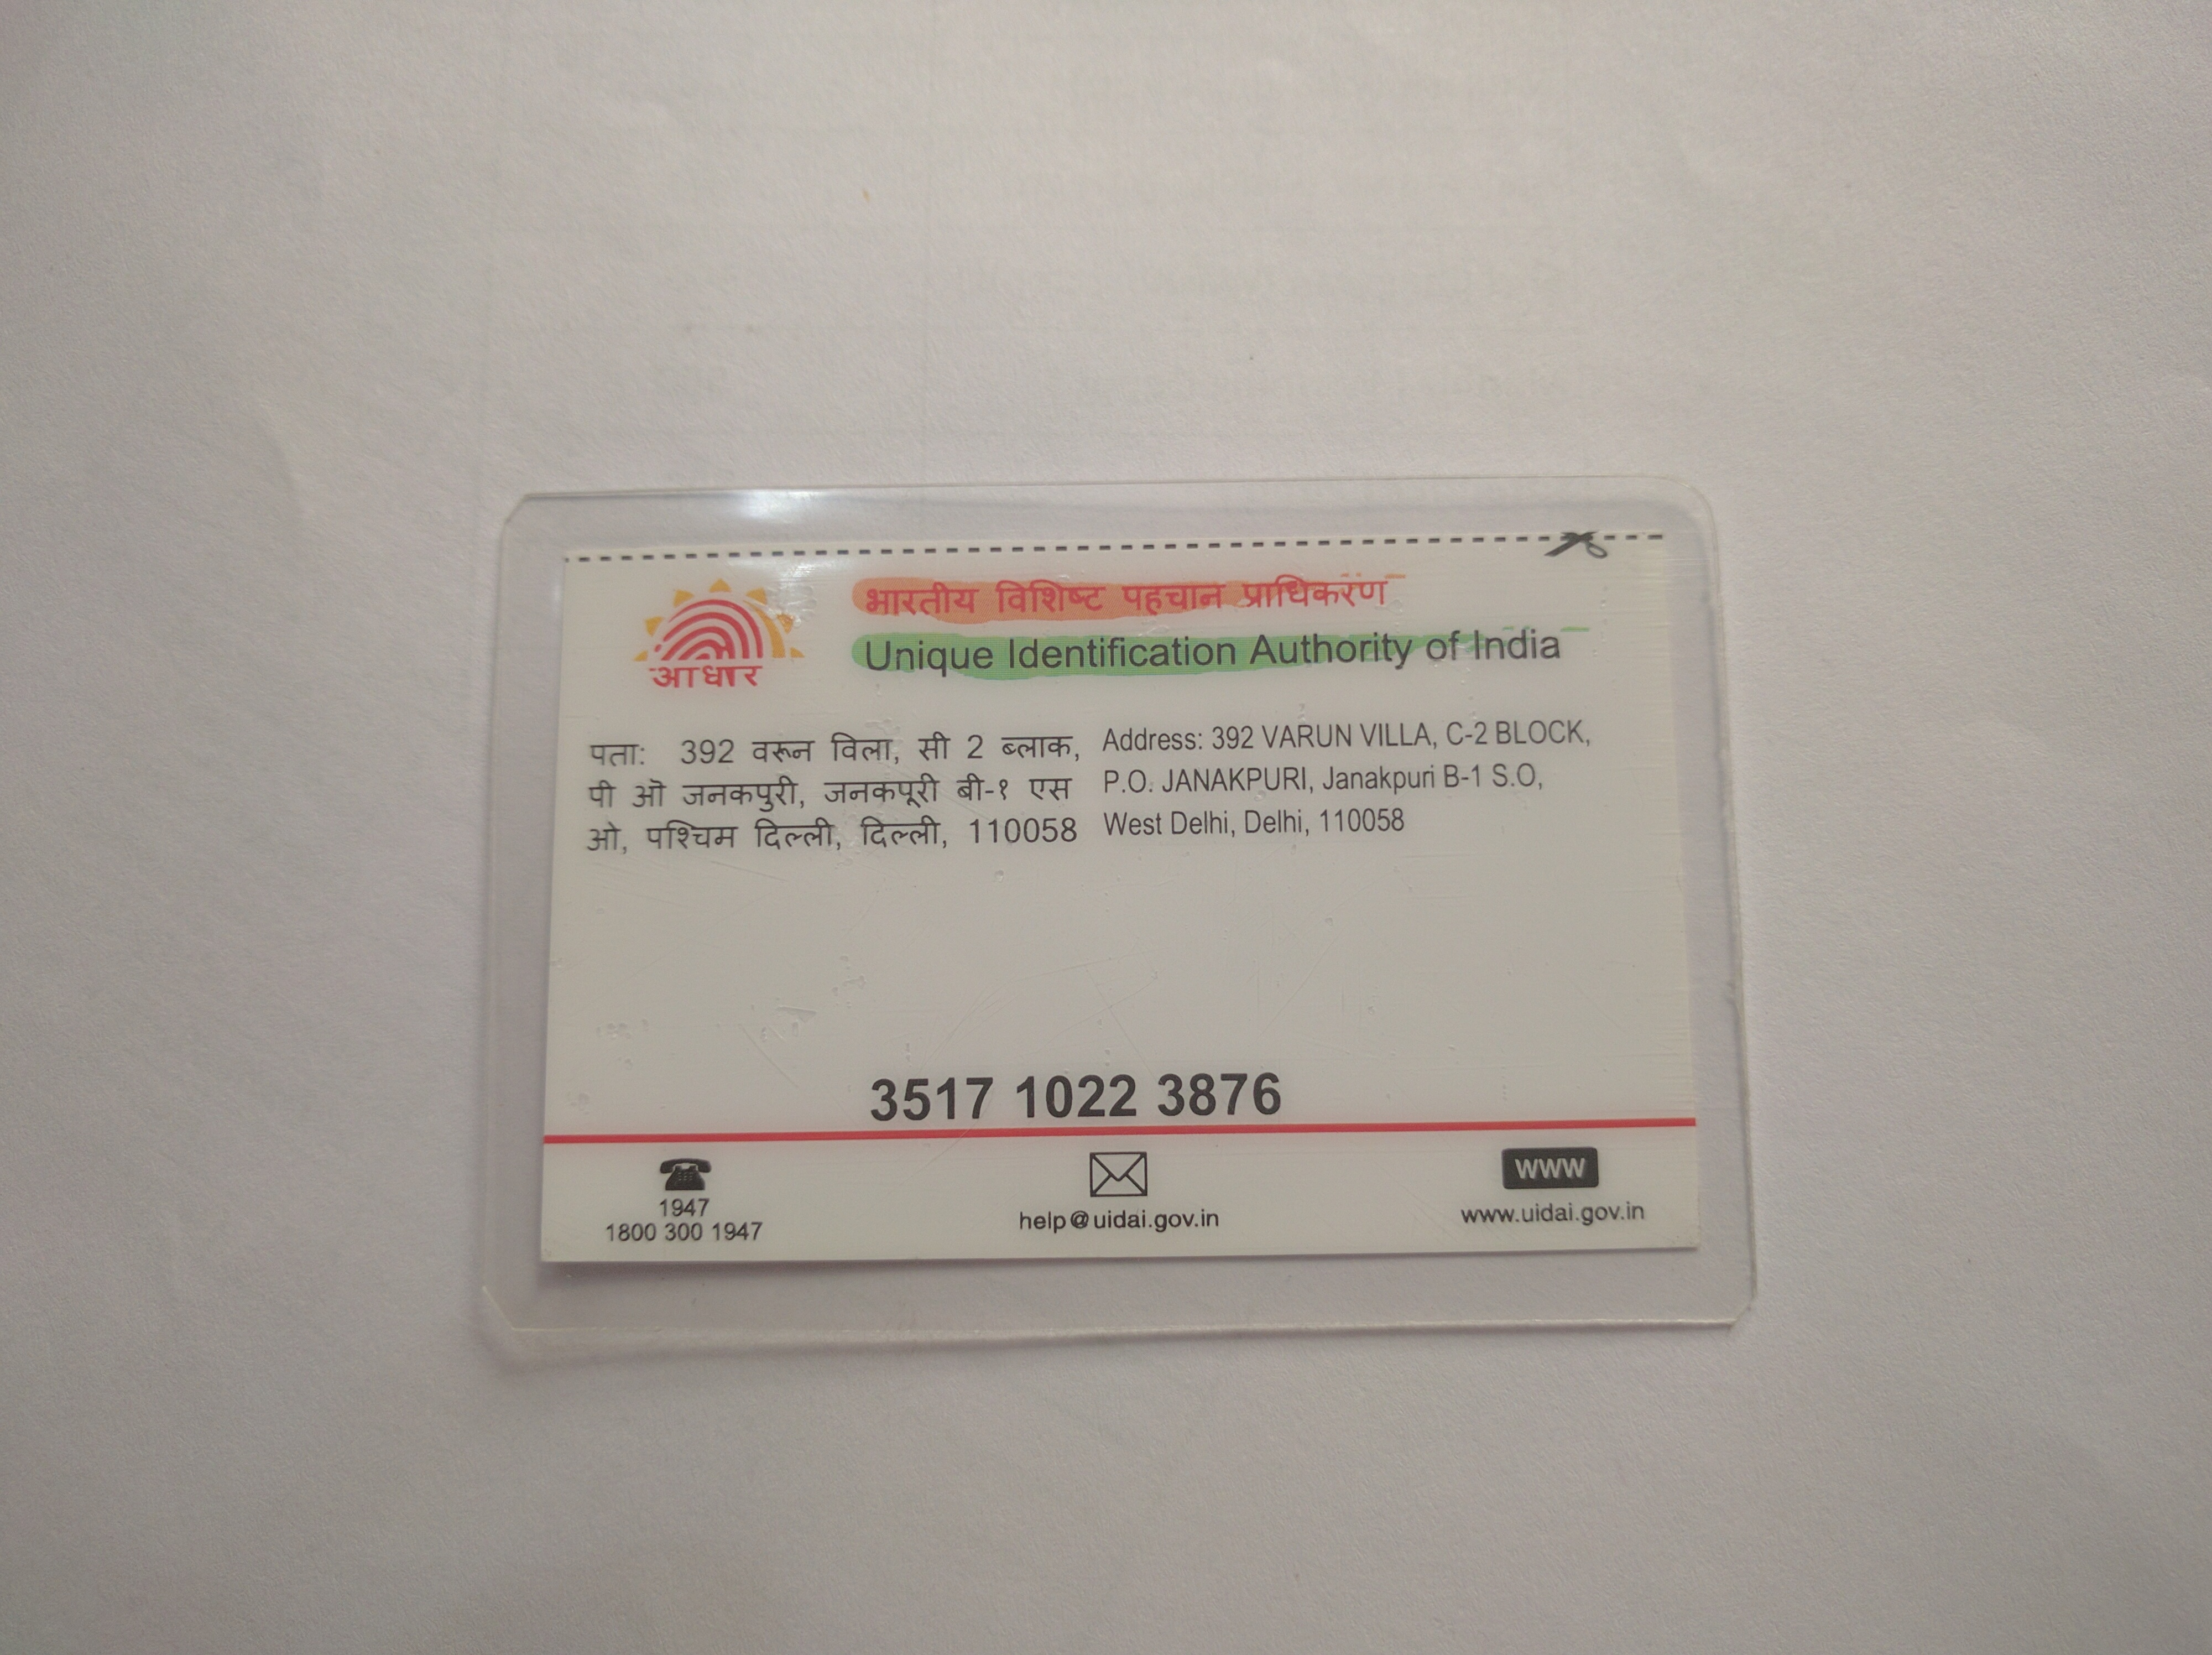 भारतीय विशिष्ट पहचान प्राधिकरण
Unique Identification Authority of India
आधार
पता: 392 वरून विला, सी 2 ब्लाक,
पी ओ जनकपुरी, जनकपूरी बी-१ एस
ओ, पश्चिम दिल्ली, दिल्ली, 110058
Address: 392 VARUN VILLA, C-2 BLOCK,
P.O. JANAKPURI, Janakpuri B-1 S.O,
West Delhi, Delhi, 110058
3517 1022 3876
1947
1800 300 1947
help@uidai.gov.in
WWW
www.uidai.gov.in